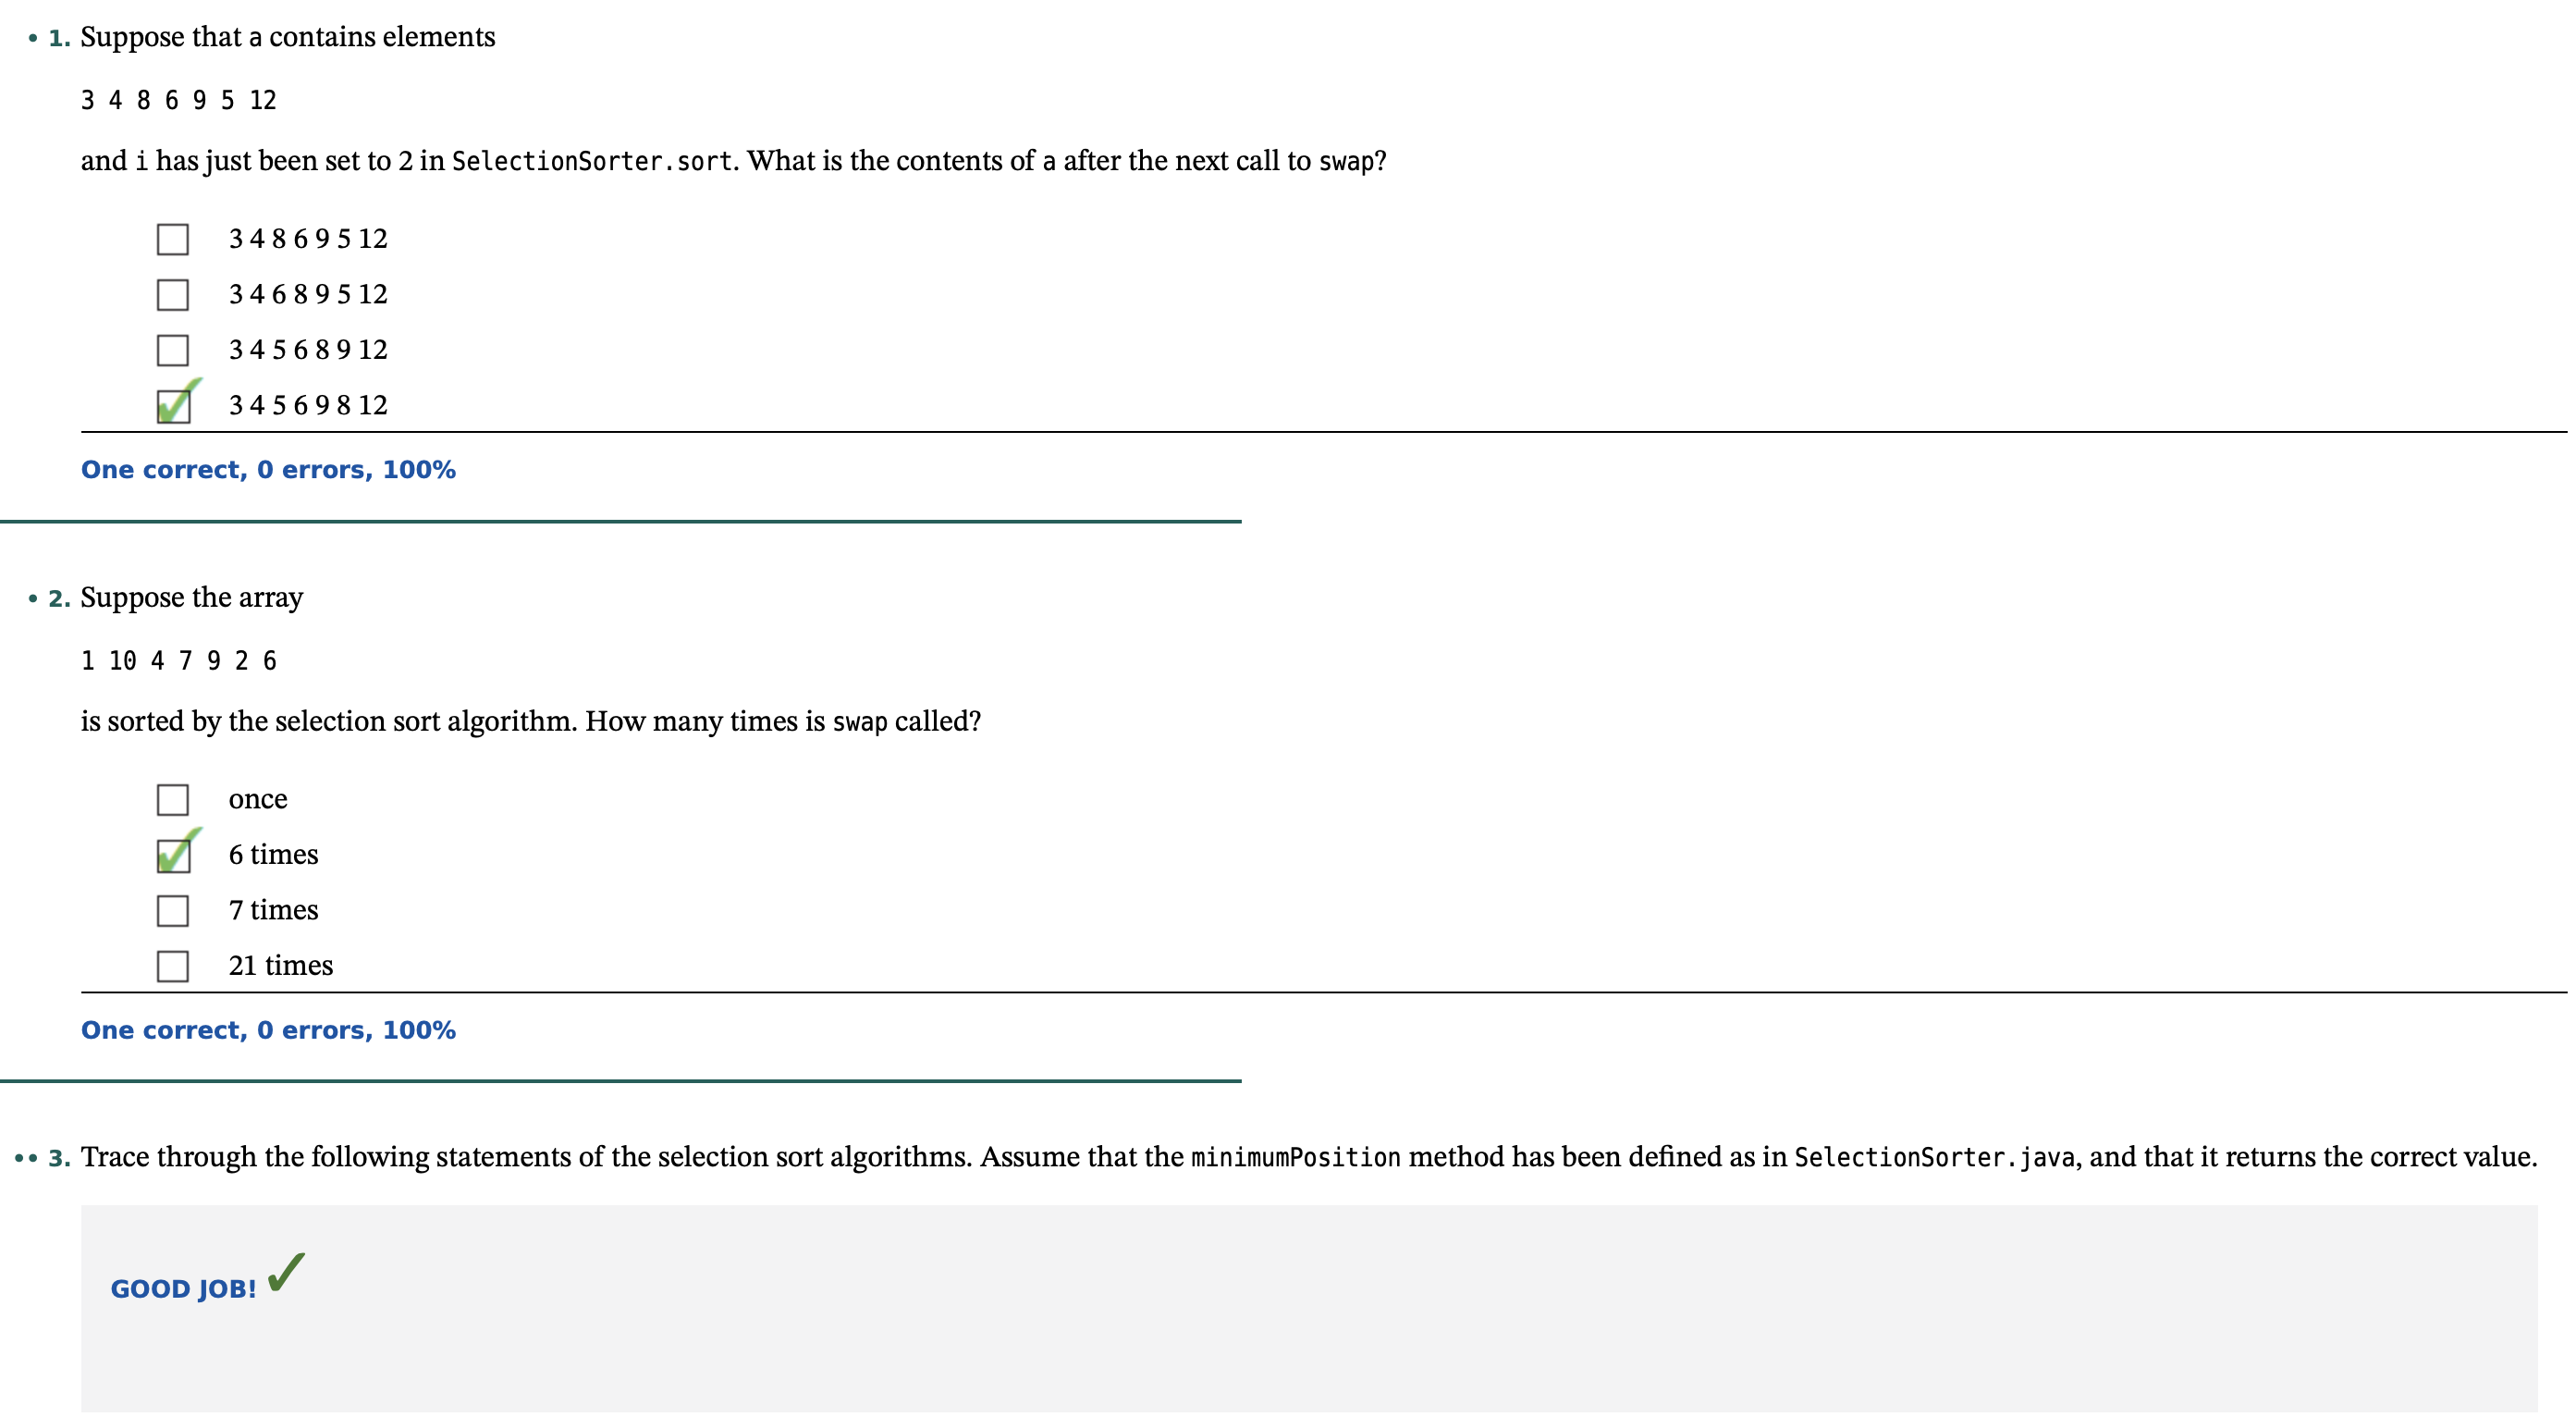 • 1. Suppose that a contains elements
3 4 8 6 9 5 12
and i has just been set to 2 in SelectionSorter.sort. What is the contents of a after the next call to swap?
3 4 8 6 9 5 12
3 4 6 8 9 5 12
3 4 5 6 8 9 12
3 4 5 6 9 8 12
One correct, 0 errors, 100%
• 2. Suppose the array
1 10 4 7 9 2 6
is sorted by the selection sort algorithm. How many times is swap called?
once
6 times
7 times
21 times
One correct, 0 errors, 100%
•• 3. Trace through the following statements of the selection sort algorithms. Assume that the minimumPosition method has been defined as in SelectionSorter.java, and that it returns the correct value.
GOOD JOB!